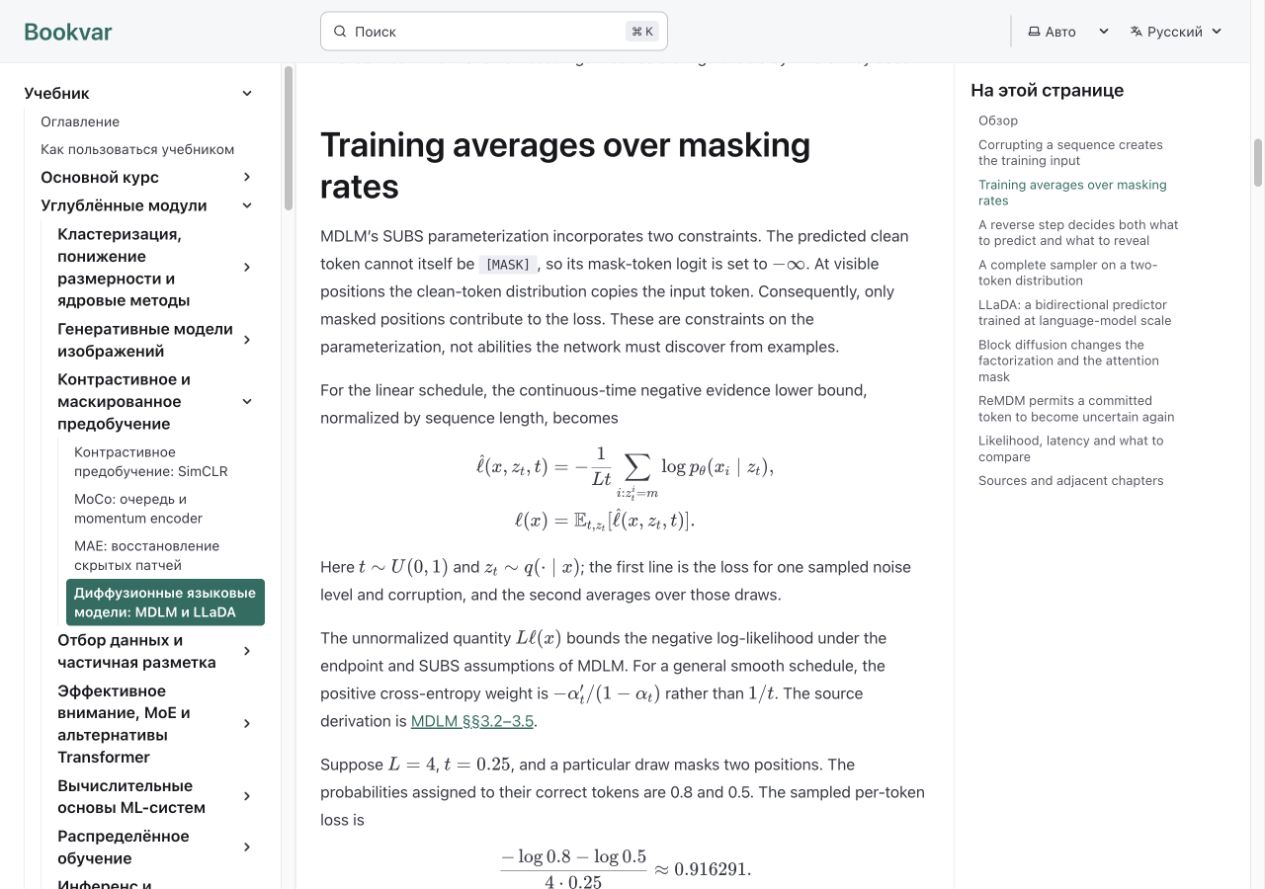 Bookvar
Поиск
⌘ K
Авто
Русский
Учебник
Оглавление
Как пользоваться учебником
Основной курс
Углублённые модули
Кластеризация,
понижение
размерности и
ядровые методы
Генеративные модели
изображений
Контрастивное и
маскированное
предобучение
Контрастивное
предобучение: SimCLR
MoCo: очередь и
momentum encoder
MAE: восстановление
скрытых патчей
Диффузионные языковые
модели: MDLM и LLaDA
Отбор данных и
частичная разметка
Эффективное
внимание, MoE и
альтернативы
Transformer
Вычислительные
основы ML-систем
Распределённое
обучение
Инференс и
Training averages over masking
rates
MDLM’s SUBS parameterization incorporates two constraints. The predicted clean
token cannot itself be [MASK] , so its mask-token logit is set to −∞. At visible
positions the clean-token distribution copies the input token. Consequently, only
masked positions contribute to the loss. These are constraints on the
parameterization, not abilities the network must discover from examples.
For the linear schedule, the continuous-time negative evidence lower bound,
normalized by sequence length, becomes
ℓ̂(x, z_t, t) = −1/(Lt) ∑_{i:z_t^i=m} log p_θ(x_i | z_t),
ℓ(x) = 𝔼_{t,z_t}[ℓ̂(x, z_t, t)].
Here t ∼ U(0, 1) and z_t ∼ q(· | x); the first line is the loss for one sampled noise
level and corruption, and the second averages over those draws.
The unnormalized quantity Lℓ(x) bounds the negative log-likelihood under the
endpoint and SUBS assumptions of MDLM. For a general smooth schedule, the
positive cross-entropy weight is −α′_t/(1 − α_t) rather than 1/t. The source
derivation is MDLM §§3.2–3.5.
Suppose L = 4, t = 0.25, and a particular draw masks two positions. The
probabilities assigned to their correct tokens are 0.8 and 0.5. The sampled per-token
loss is
(− log 0.8 − log 0.5)/(4 · 0.25) ≈ 0.916291.
На этой странице
Обзор
Corrupting a sequence creates
the training input
Training averages over masking
rates
A reverse step decides both what
to predict and what to reveal
A complete sampler on a two-
token distribution
LLaDA: a bidirectional predictor
trained at language-model scale
Block diffusion changes the
factorization and the attention
mask
ReMDM permits a committed
token to become uncertain again
Likelihood, latency and what to
compare
Sources and adjacent chapters